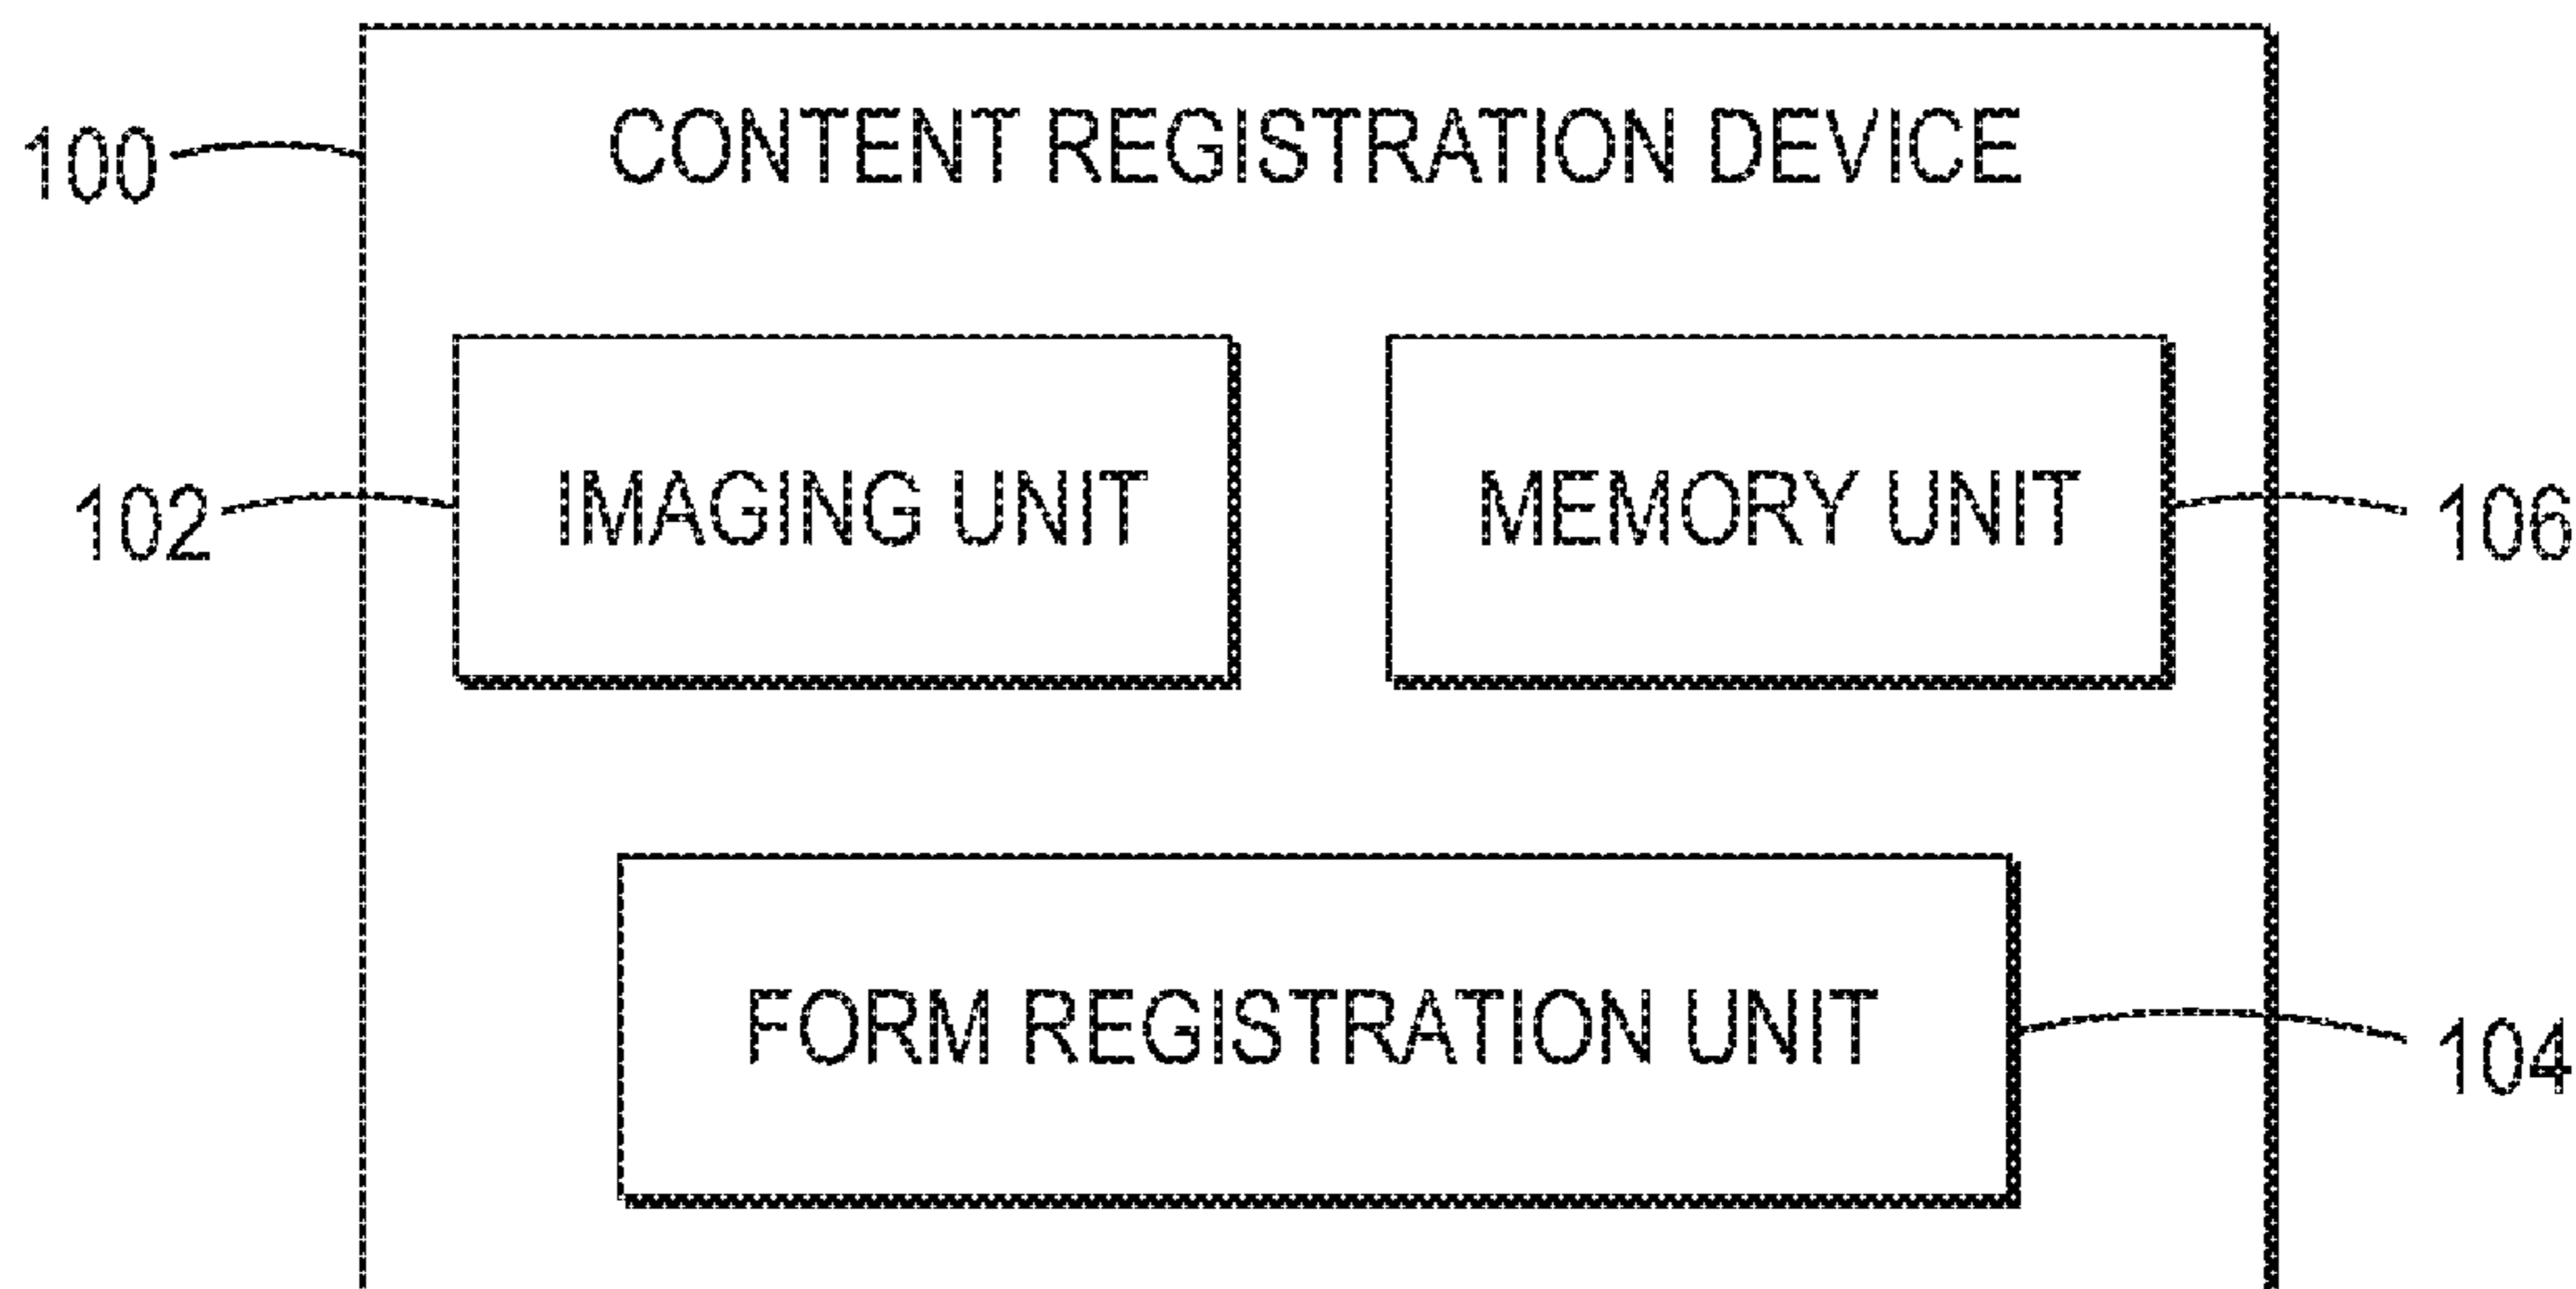 100
CONTENT REGISTRATION DEVICE
102
IMAGING UNIT
MEMORY UNIT
106
FORM REGISTRATION UNIT
104